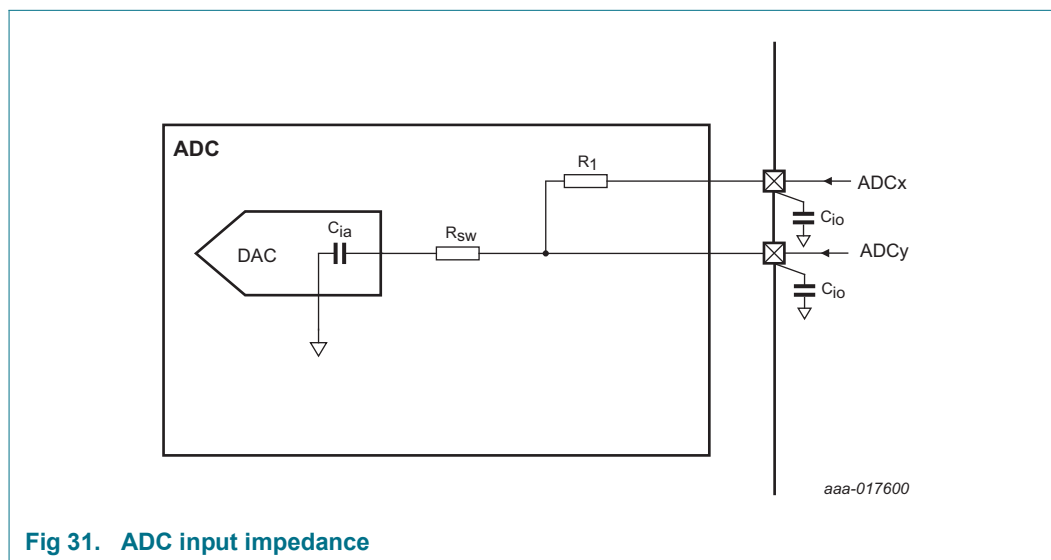 ADC
R1
ADCx
Cio
Cia
Rsw
DAC
ADCy
Cio
aaa-017600
Fig 31. ADC input impedance